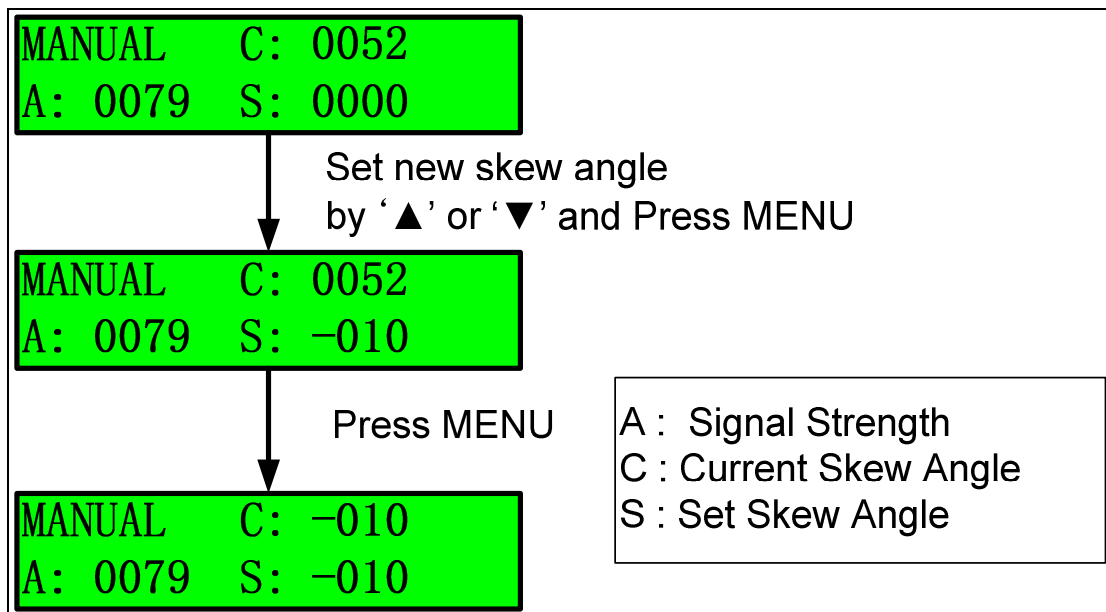 MANUAL C: 0052
A: 0079 S: 0000
Set new skew angle
by ‘▲’ or ‘▼’ and Press MENU
MANUAL C: 0052
A: 0079 S: -010
Press MENU
A : Signal Strength
C : Current Skew Angle
S : Set Skew Angle
MANUAL C: -010
A: 0079 S: -010